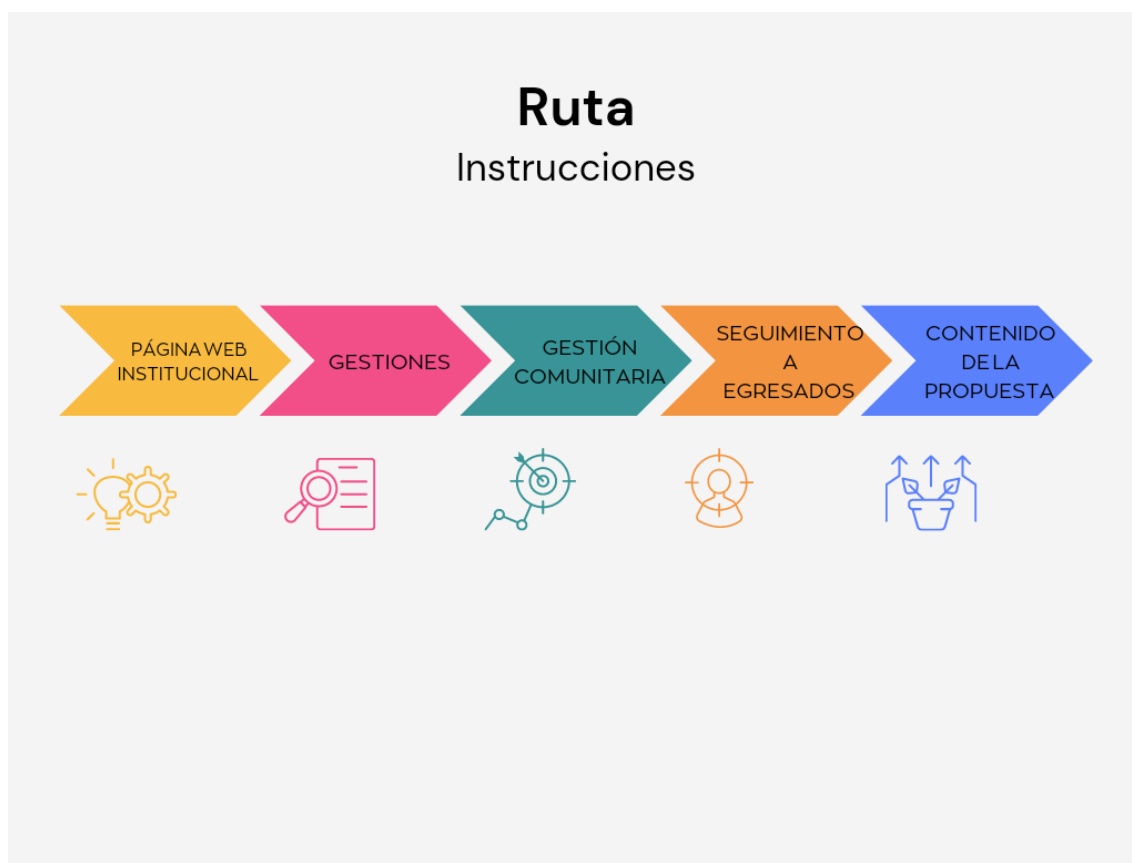 Ruta
Instrucciones
PÁGINA WEB
INSTITUCIONAL
GESTIONES
GESTIÓN
COMUNITARIA
SEGUIMIENTO
A
EGRESADOS
CONTENIDO
DE LA
PROPUESTA